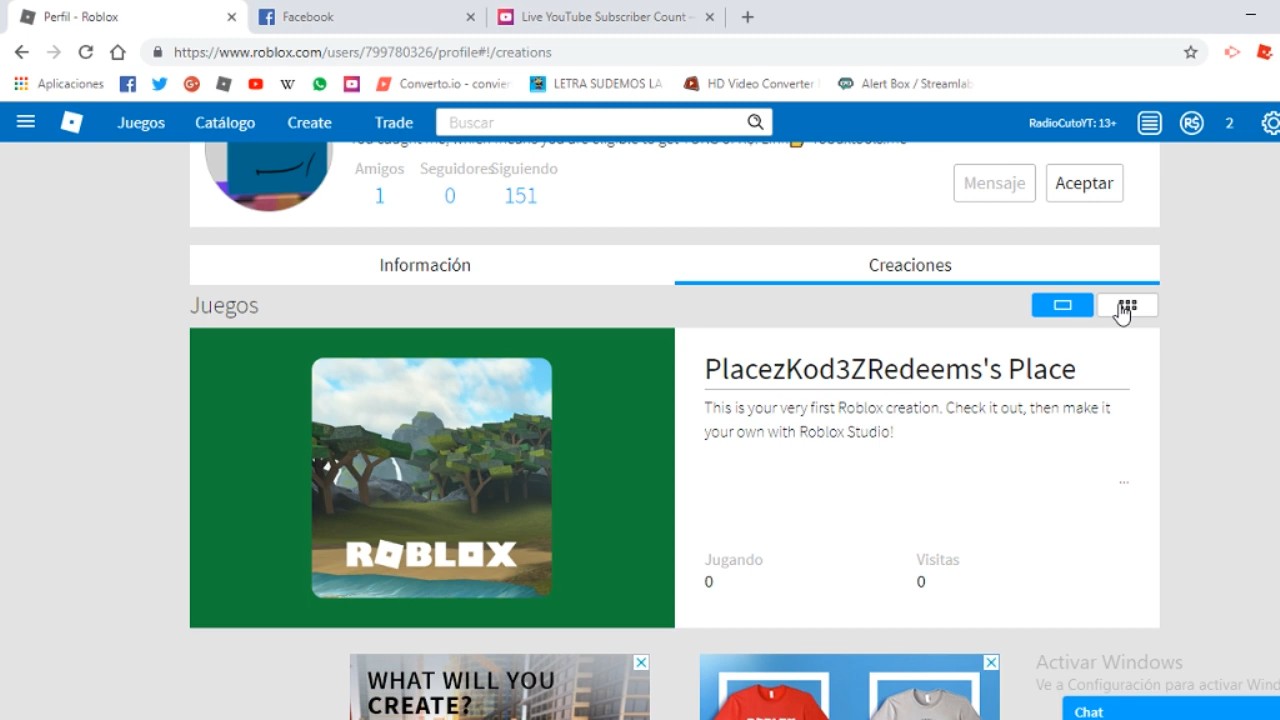 Perfil - Roblox
Facebook
Live YouTube Subscriber Count -
https://www.roblox.com/users/799780326/profile#!/creations
Aplicaciones
Converto.io - convier
LETRA SUDEMOS LA
HD Video Converter
Alert Box / Streamlab
Juegos
Catálogo
Create
Trade
Buscar
RadioCutoYT: 13+
R$
2
Amigos
Seguidores
Siguiendo
1
0
151
Mensaje
Aceptar
Información
Creaciones
Juegos
PlacezKod3ZRedeems's Place
This is your very first Roblox creation. Check it out, then make it
your own with Roblox Studio!
...
ROBLOX
Jugando
Visitas
0
0
WHAT WILL YOU
CREATE?
Activar Windows
Ve a Configuración para activar Wind
Chat